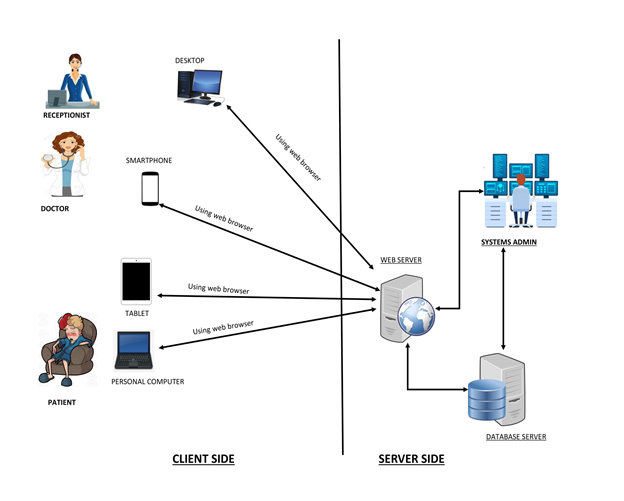 DESKTOP
RECEPTIONIST
Using web browser
SMARTPHONE
DOCTOR
Using web browser
SYSTEMS ADMIN
WEB SERVER
Using web browser
TABLET
Using web browser
PERSONAL COMPUTER
PATIENT
DATABASE SERVER
CLIENT SIDE
SERVER SIDE